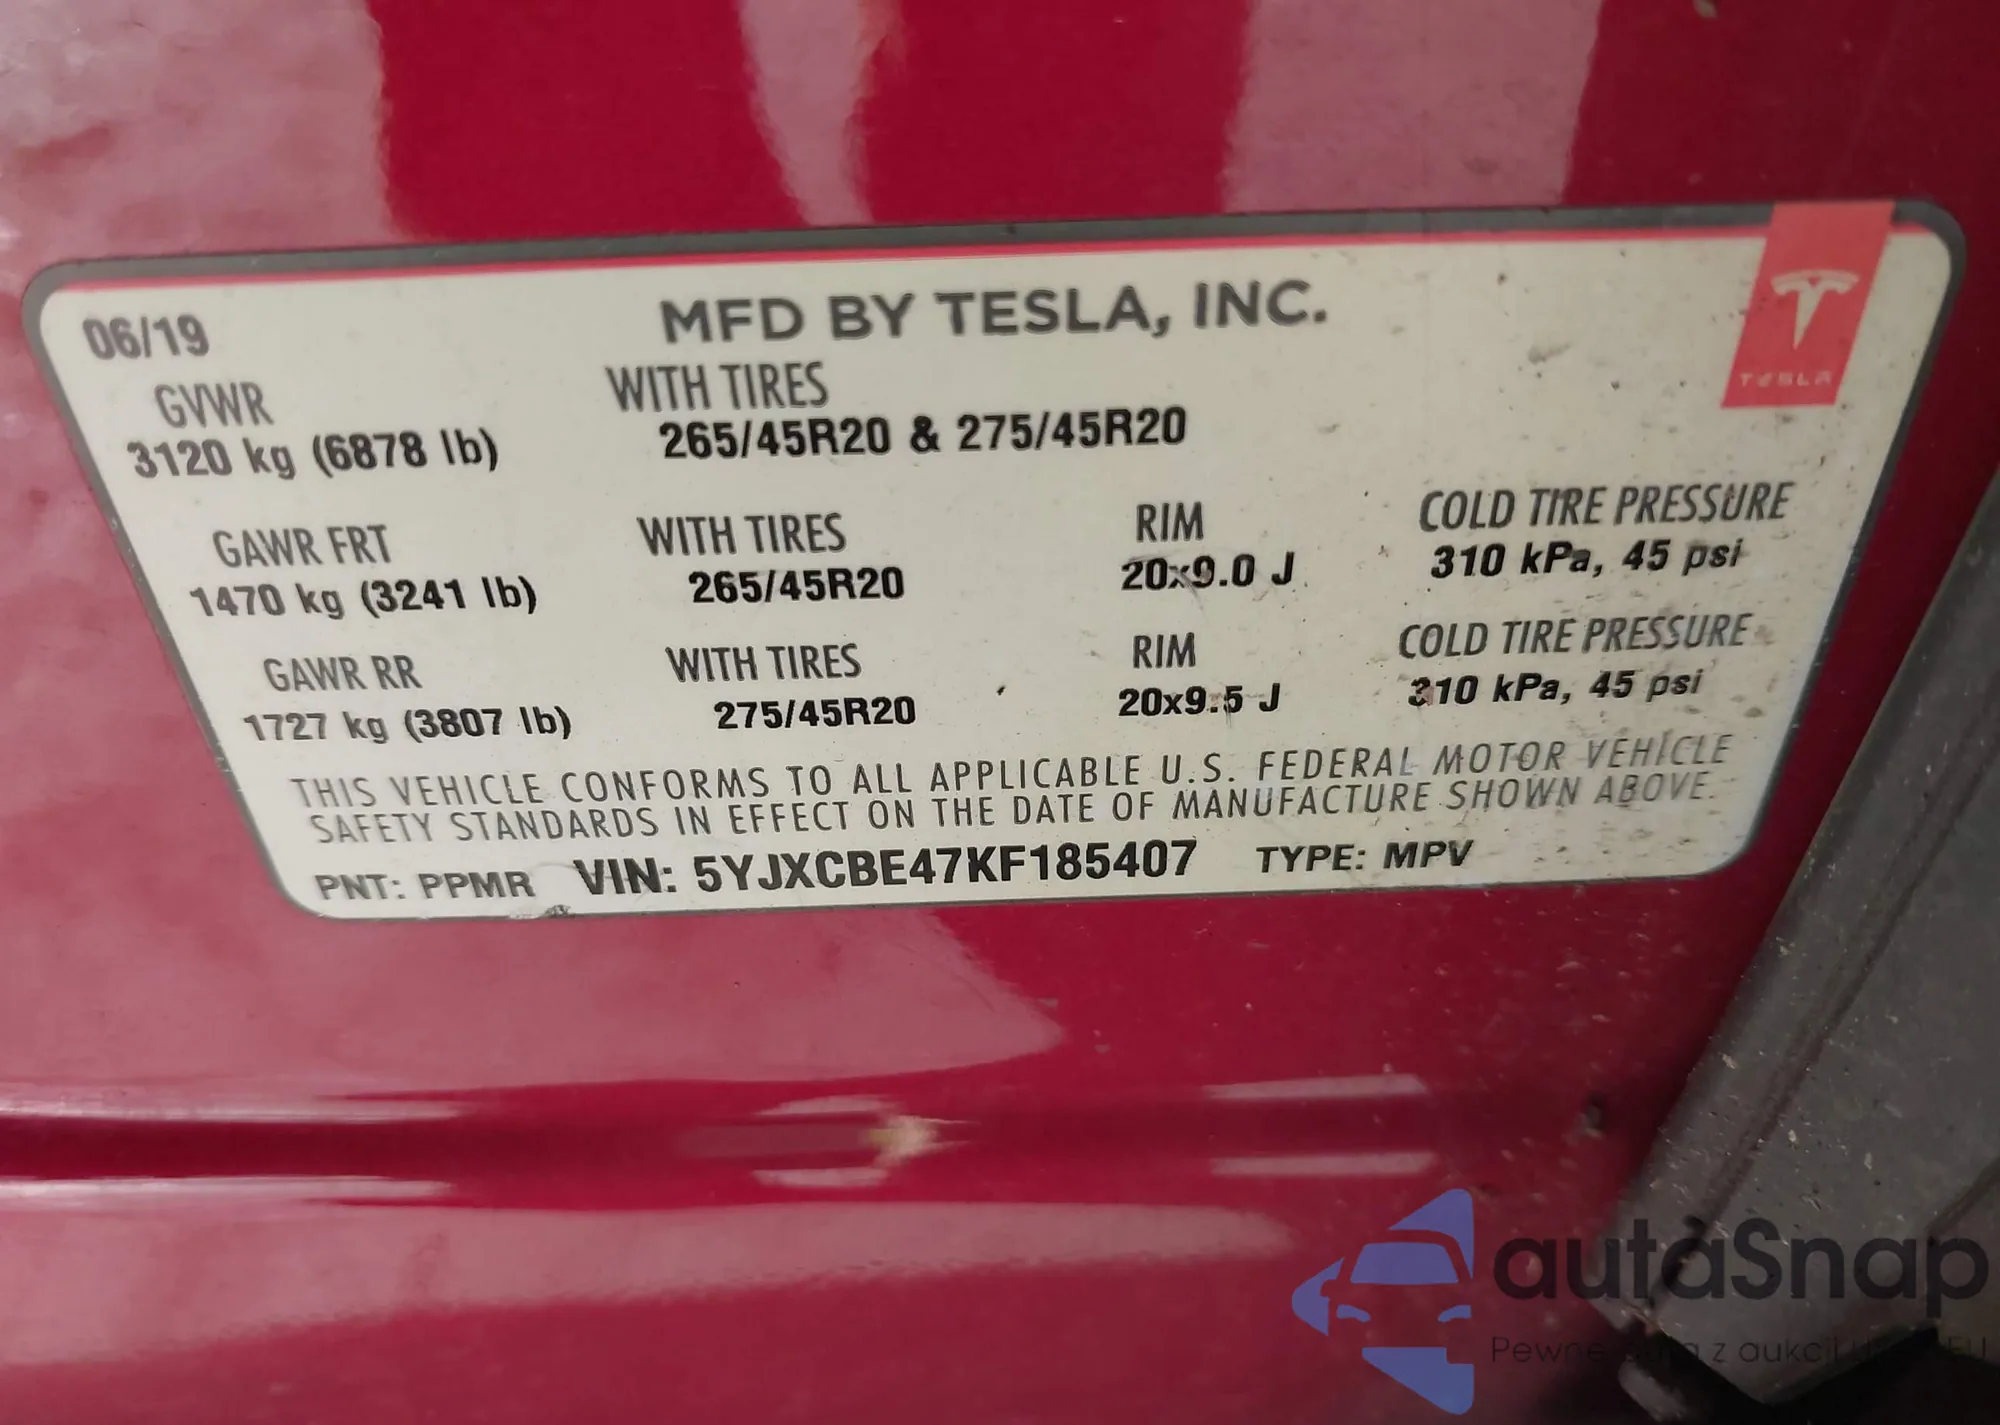 06/19 MFD BY TESLA, INC.
TESLA
GVWR WITH TIRES
3120 kg (6878 lb) 265/45R20 & 275/45R20
GAWR FRT WITH TIRES RIM COLD TIRE PRESSURE
1470 kg (3241 lb) 265/45R20 20x9.0 J 310 kPa, 45 psi
GAWR RR WITH TIRES RIM COLD TIRE PRESSURE
1727 kg (3807 lb) 275/45R20 20x9.5 J 310 kPa, 45 psi
THIS VEHICLE CONFORMS TO ALL APPLICABLE U.S. FEDERAL MOTOR VEHICLE
SAFETY STANDARDS IN EFFECT ON THE DATE OF MANUFACTURE SHOWN ABOVE.
PNT: PPMR VIN: 5YJXCBE47KF185407 TYPE: MPV
autaSnap
Pewne z aukcji EU